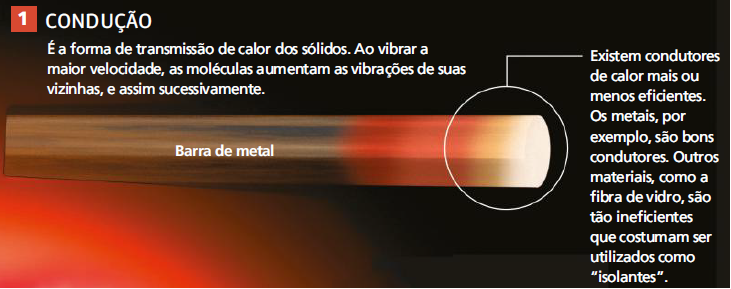 1 CONDUÇÃO
É a forma de transmissão de calor dos sólidos. Ao vibrar a
maior velocidade, as moléculas aumentam as vibrações de suas
vizinhas, e assim sucessivamente.
Barra de metal
Existem condutores
de calor mais ou
menos eficientes.
Os metais, por
exemplo, são bons
condutores. Outros
materiais, como a
fibra de vidro, são
tão ineficientes
que costumam ser
utilizados como
“isolantes”.